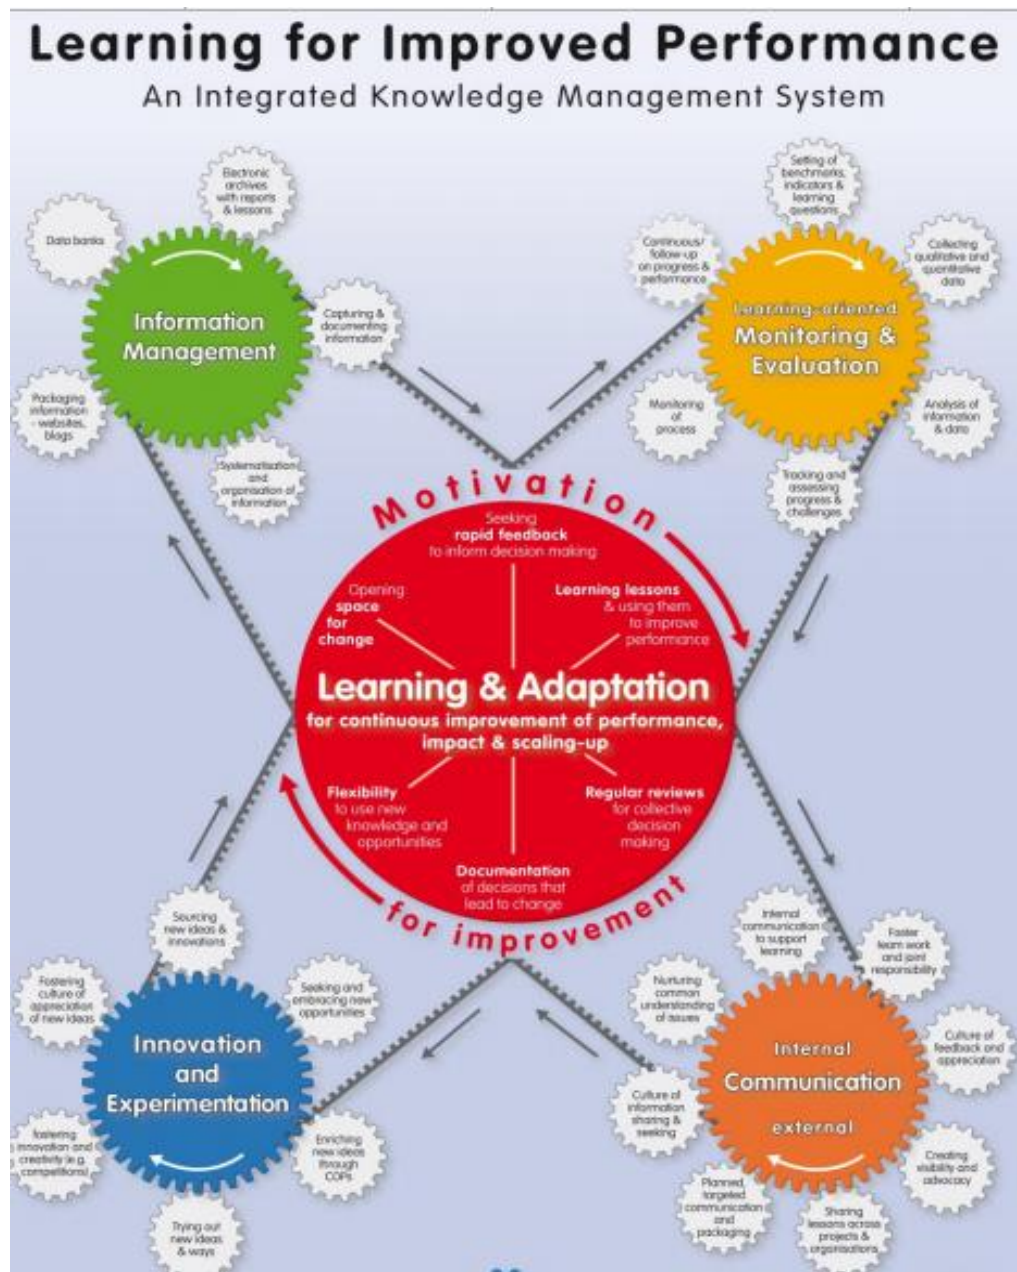 Learning for Improved Performance
An Integrated Knowledge Management System
Electronic
archives
with reports
& lessons
Data banks
Information
Management
Capturing &
documenting
information
Packaging
information
- websites,
blogs
Systematisation
and
organisation of
information
Setting of
benchmarks,
indicators &
learning
questions
Continuous/
follow-up
on progress &
performance
Collecting
qualitative and
quantitative
data
Learning-oriented
Monitoring &
Evaluation
Monitoring
of
process
Analysis of
information
& data
Tracking and
assessing
progress &
challenges
Motivation
Seeking
rapid feedback
to inform decision making
Opening
space
for
change
Learning lessons
& using them
to improve
performance
Learning & Adaptation
for continuous improvement of performance,
impact & scaling-up
Flexibility
to use new
knowledge and
opportunities
Regular reviews
for collective
decision
making
Documentation
of decisions that
lead to change
for improvement
Sourcing
new ideas &
innovations
Fostering
culture of
appreciation
of new ideas
Seeking and
embracing new
opportunities
Innovation
and
Experimentation
fostering
innovation and
creativity (e.g.
competitions)
Enriching
new ideas
through
COPs
Trying out
new ideas
& ways
Internal
communication
to support
learning
Foster
team work
and joint
responsibility
Nurturing
common
understanding
of issues
Culture of
feedback and
appreciation
Internal
Communication
external
Culture of
information
sharing &
seeking
Creating
visibility and
advocacy
Planned,
targeted
communication
and
packaging
Sharing
lessons across
projects &
organisations